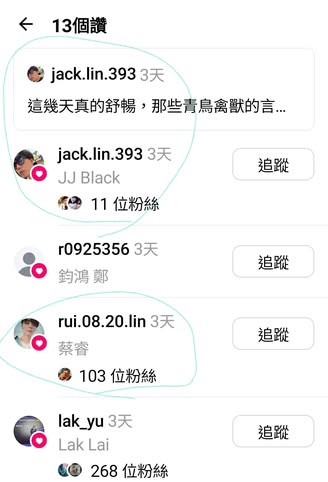 13個讚
jack.lin.393 3天
這幾天真的舒暢，那些青鳥禽獸的言...
jack.lin.393 3天
追蹤
JJ Black
11 位粉絲
r0925356 3天
追蹤
鈞鴻 鄭
rui.08.20.lin 3天
追蹤
蔡睿
103 位粉絲
lak_yu 3天
追蹤
Lak Lai
268 位粉絲